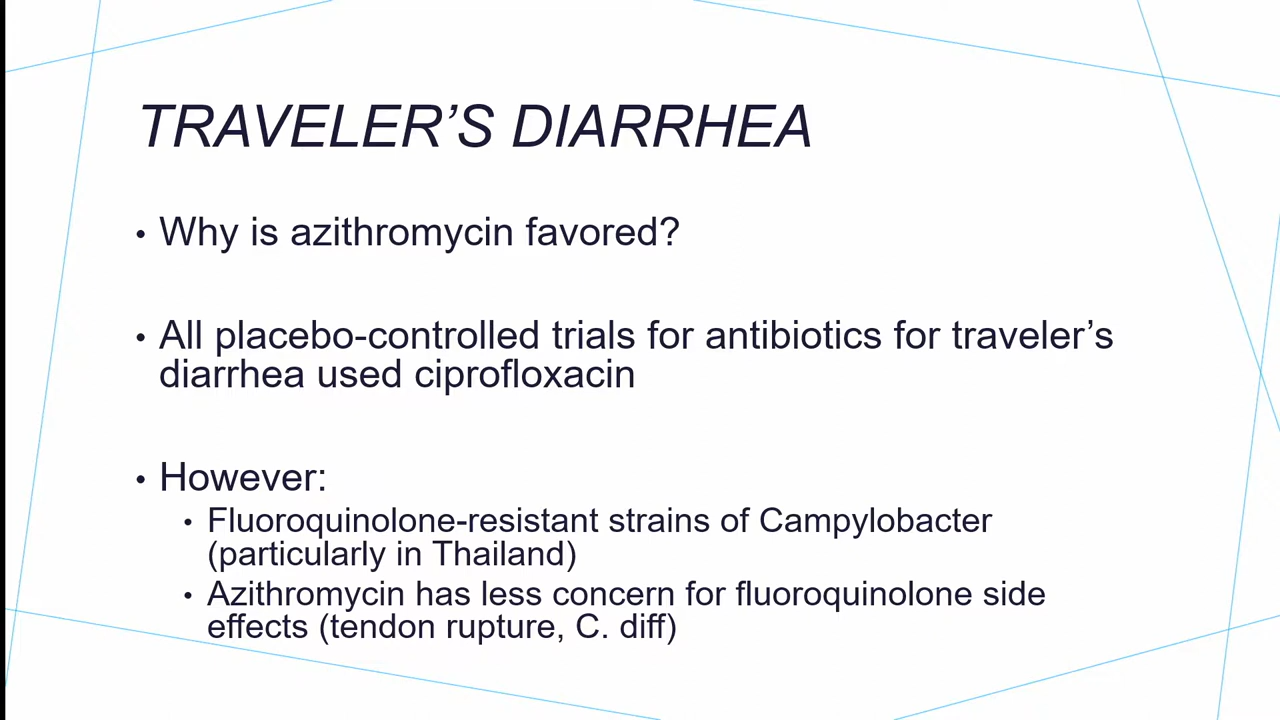 TRAVELER’S DIARRHEA
• Why is azithromycin favored?
• All placebo-controlled trials for antibiotics for traveler’s
diarrhea used ciprofloxacin
• However:
• Fluoroquinolone-resistant strains of Campylobacter
(particularly in Thailand)
• Azithromycin has less concern for fluoroquinolone side
effects (tendon rupture, C. diff)